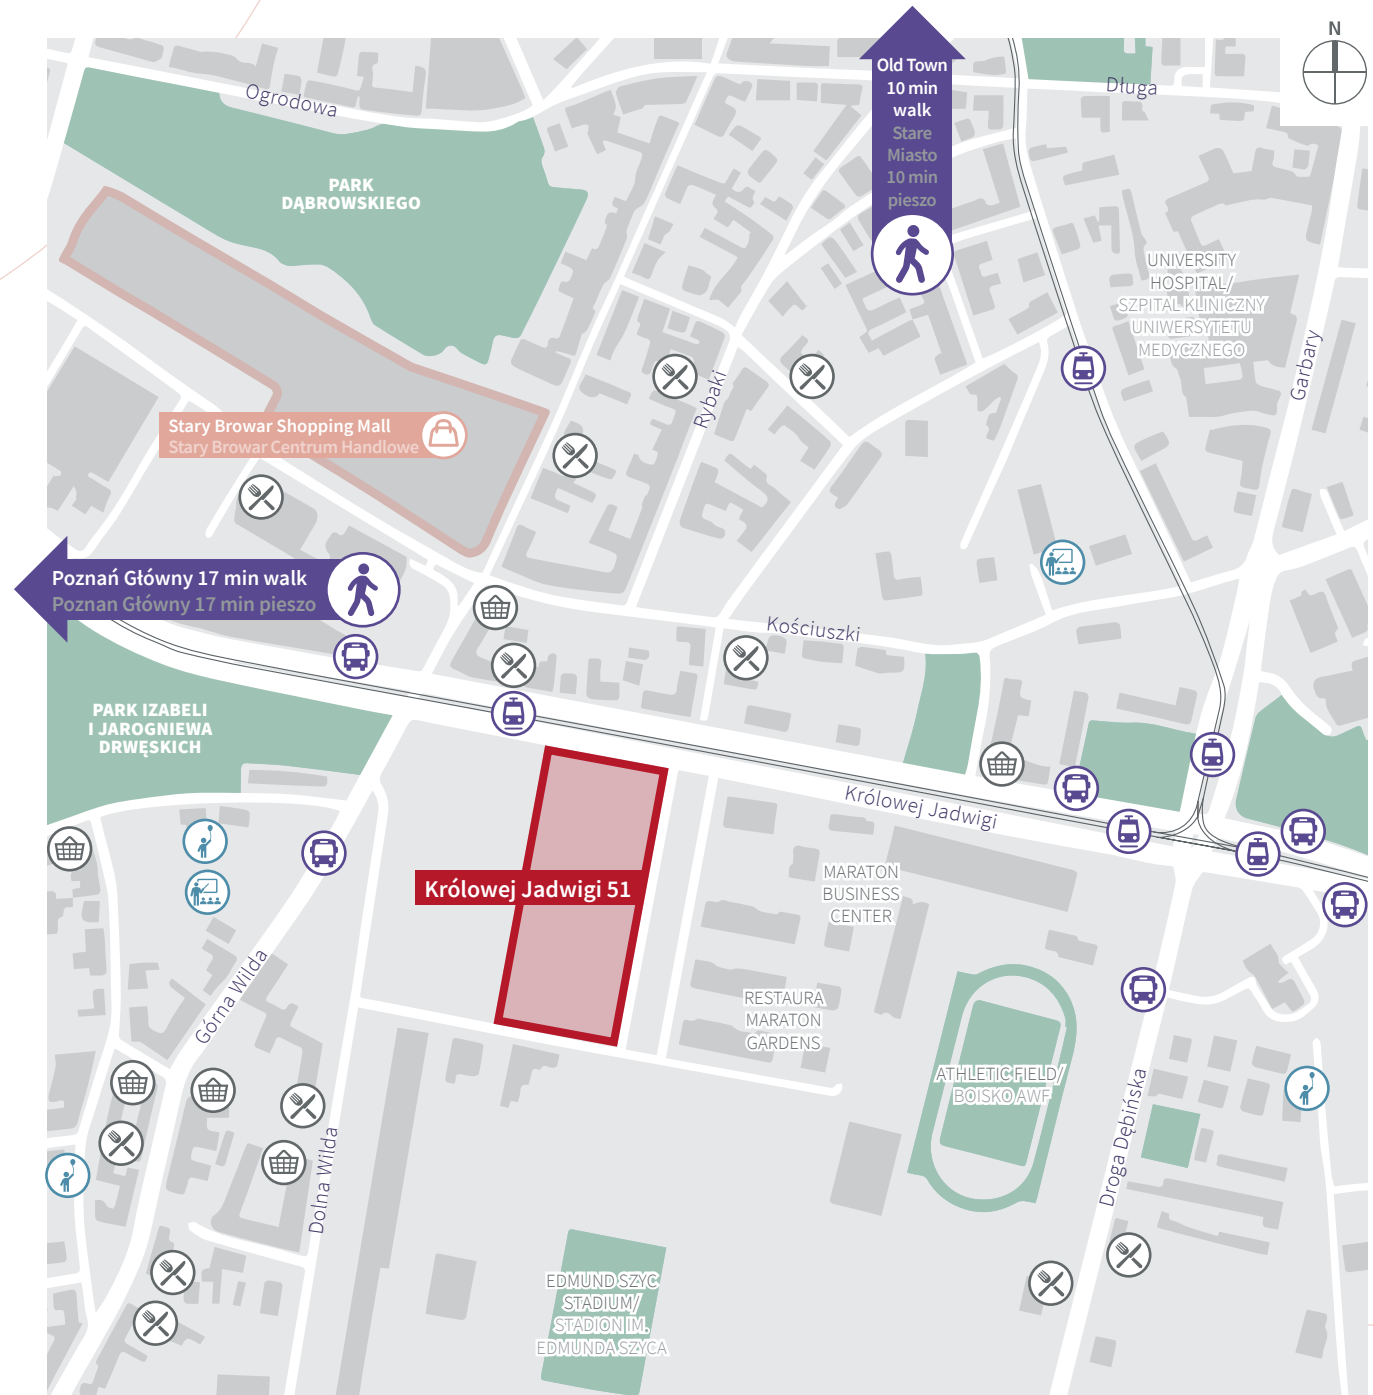 N
Old Town
10 min
walk
Stare
Miasto
10 min
pieszo
Ogrodowa
Długa
PARK
DĄBROWSKIEGO
UNIVERSITY
HOSPITAL/
SZPITAL KLINICZNY
UNIWERSYTETU
MEDYCZNEGO
Garbary
Rybaki
Stary Browar Shopping Mall
Stary Browar Centrum Handlowe
Poznań Główny 17 min walk
Poznan Główny 17 min pieszo
Kościuszki
PARK IZABELI
I JAROGNIEWA
DRWĘSKICH
Królowej Jadwigi
Królowej Jadwigi 51
MARATON
BUSINESS
CENTER
Górna Wilda
RESTAURA
MARATON
GARDENS
ATHLETIC FIELD/
BOISKO AWF
Droga Dębińska
Dolna Wilda
EDMUND SZYC
STADIUM/
STADION IM.
EDMUNDA SZYCA